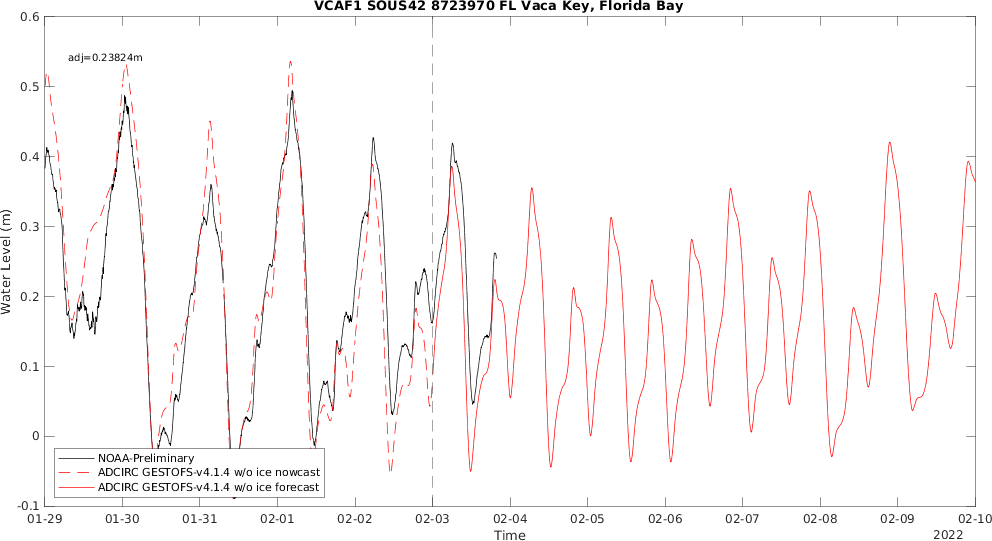 VCAF1 SOUS42 8723970 FL Vaca Key, Florida Bay
0.6
0.5
0.4
0.3
0.2
0.1
0
-0.1
Water Level (m)
adj=0.23824m
NOAA-Preliminary
ADCIRC GESTOFS-v4.1.4 w/o ice nowcast
ADCIRC GESTOFS-v4.1.4 w/o ice forecast
01-29 01-30 01-31 02-01 02-02 02-03 02-04 02-05 02-06 02-07 02-08 02-09 02-10
Time
2022